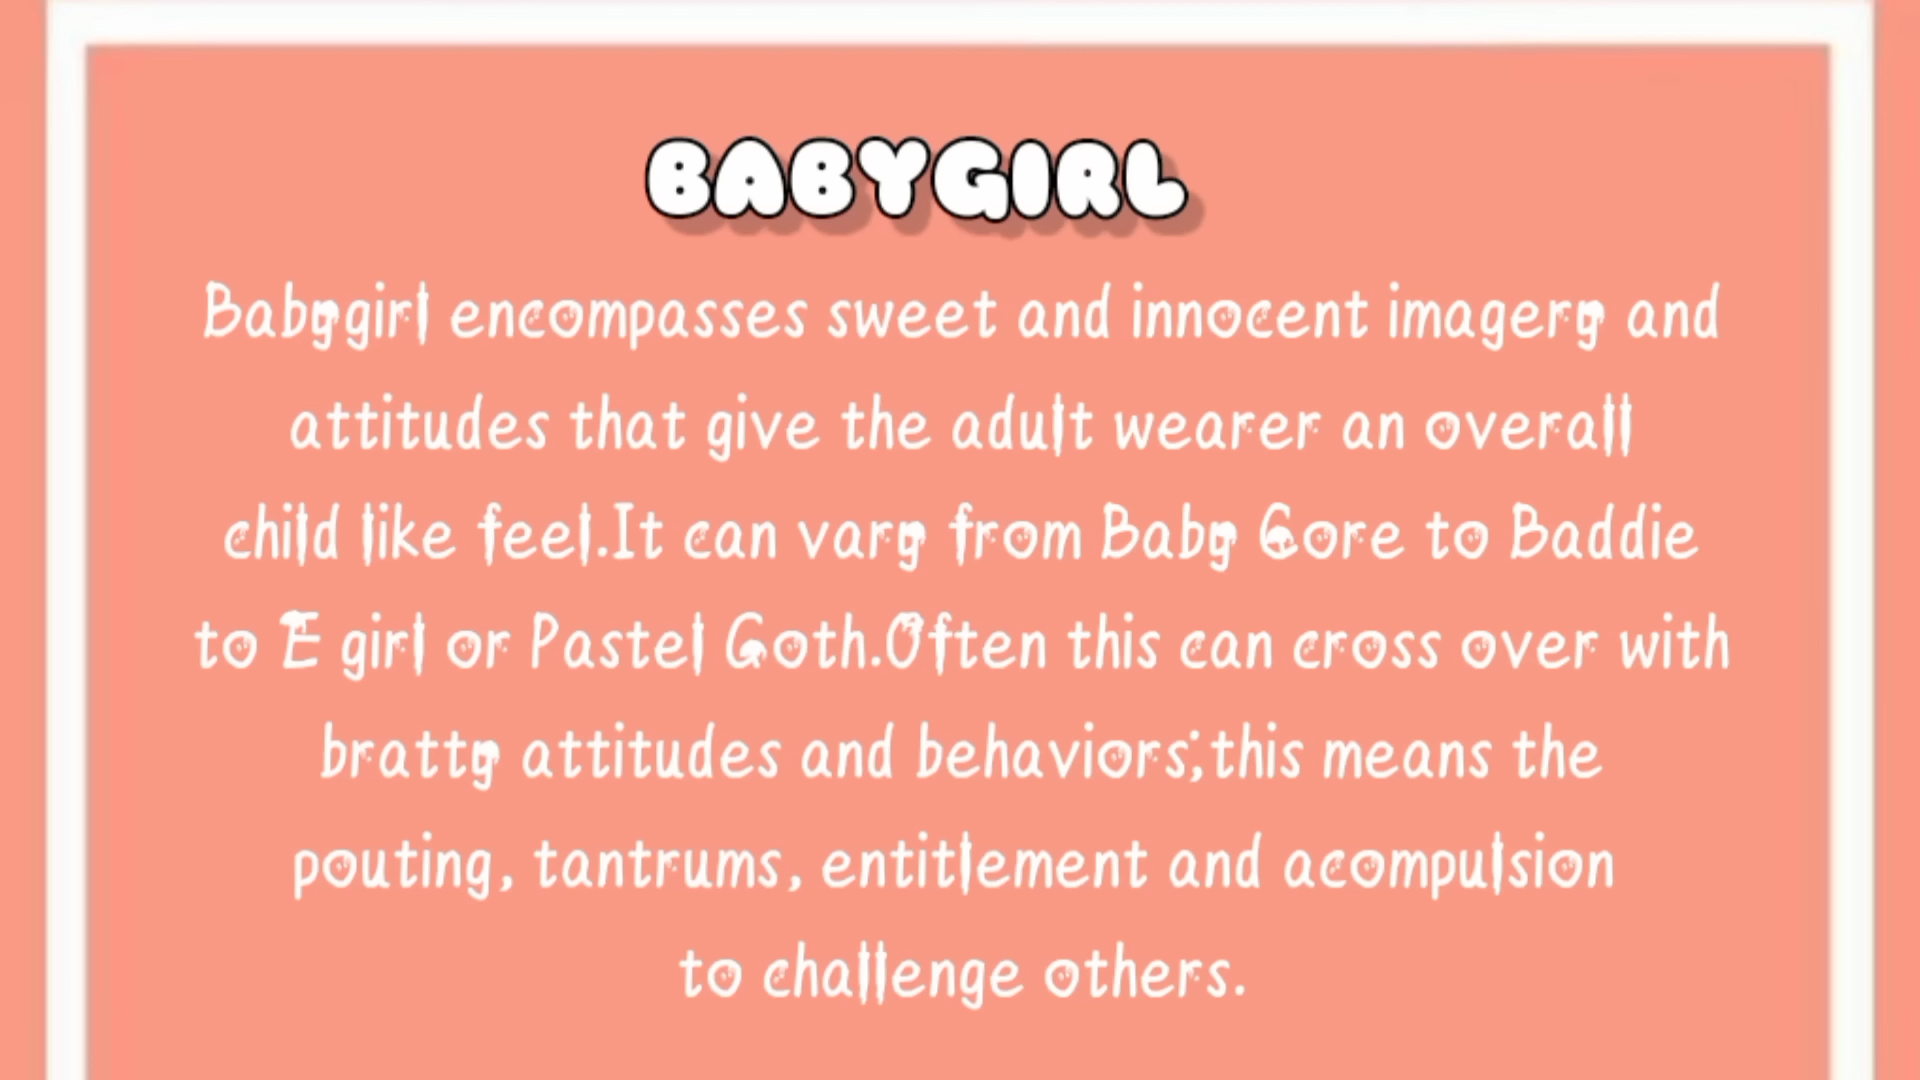 BABYGIRL
Babygirl encompasses sweet and innocent imagery and
attitudes that give the adult wearer an overall
child like feel.It can vary from Baby Gore to Baddie
to E girl or Pastel Goth.Often this can cross over with
bratty attitudes and behaviors;this means the
pouting, tantrums, entitlement and acompulsion
to challenge others.